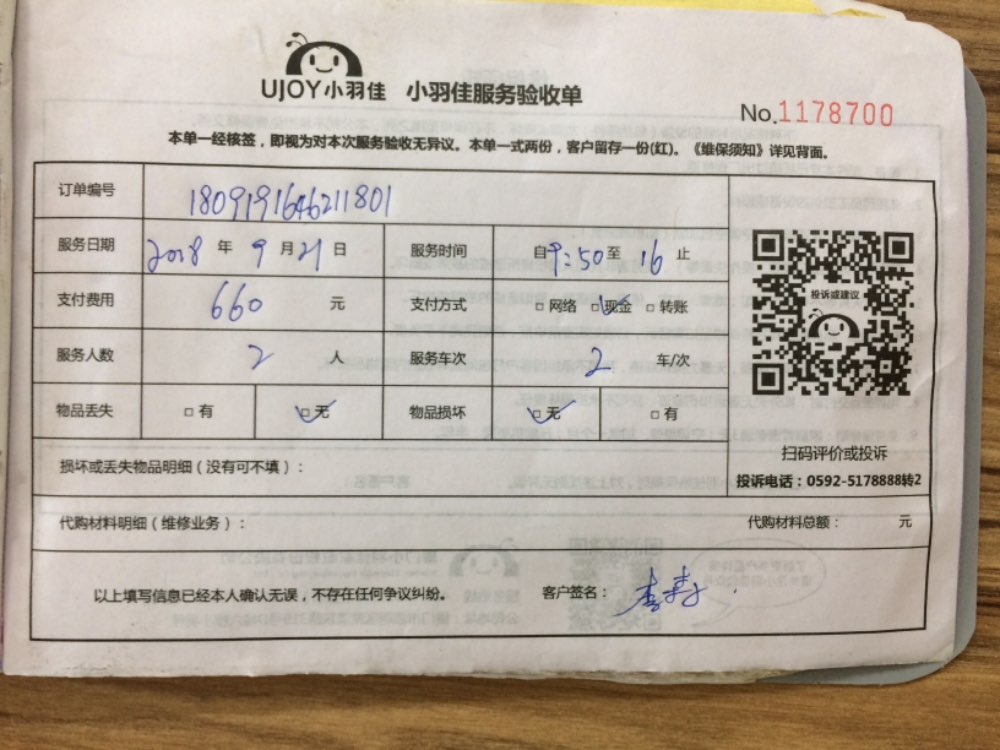 UJOY小羽佳 小羽佳服务验收单
No.1178700
本单一经核签，即视为对本次服务验收无异议。本单一式两份，客户留存一份(红)。《维保须知》详见背面。
订单编号 1809191646211801
服务日期 2018 年 9 月 21 日 服务时间 自 9:50 至 16 止
支付费用 660 元 支付方式 □ 网络 □ 现金 □ 转账
服务人数 2 人 服务车次 2 车/次
物品丢失 □ 有 □ 无 物品损坏 □ 无 □ 有
投诉或建议
扫码评价或投诉
投诉电话：0592-5178888转2
损坏或丢失物品明细（没有可不填）：
代购材料明细（维修业务）： 代购材料总额： 元
以上填写信息已经本人确认无误，不存在任何争议纠纷。 客户签名：